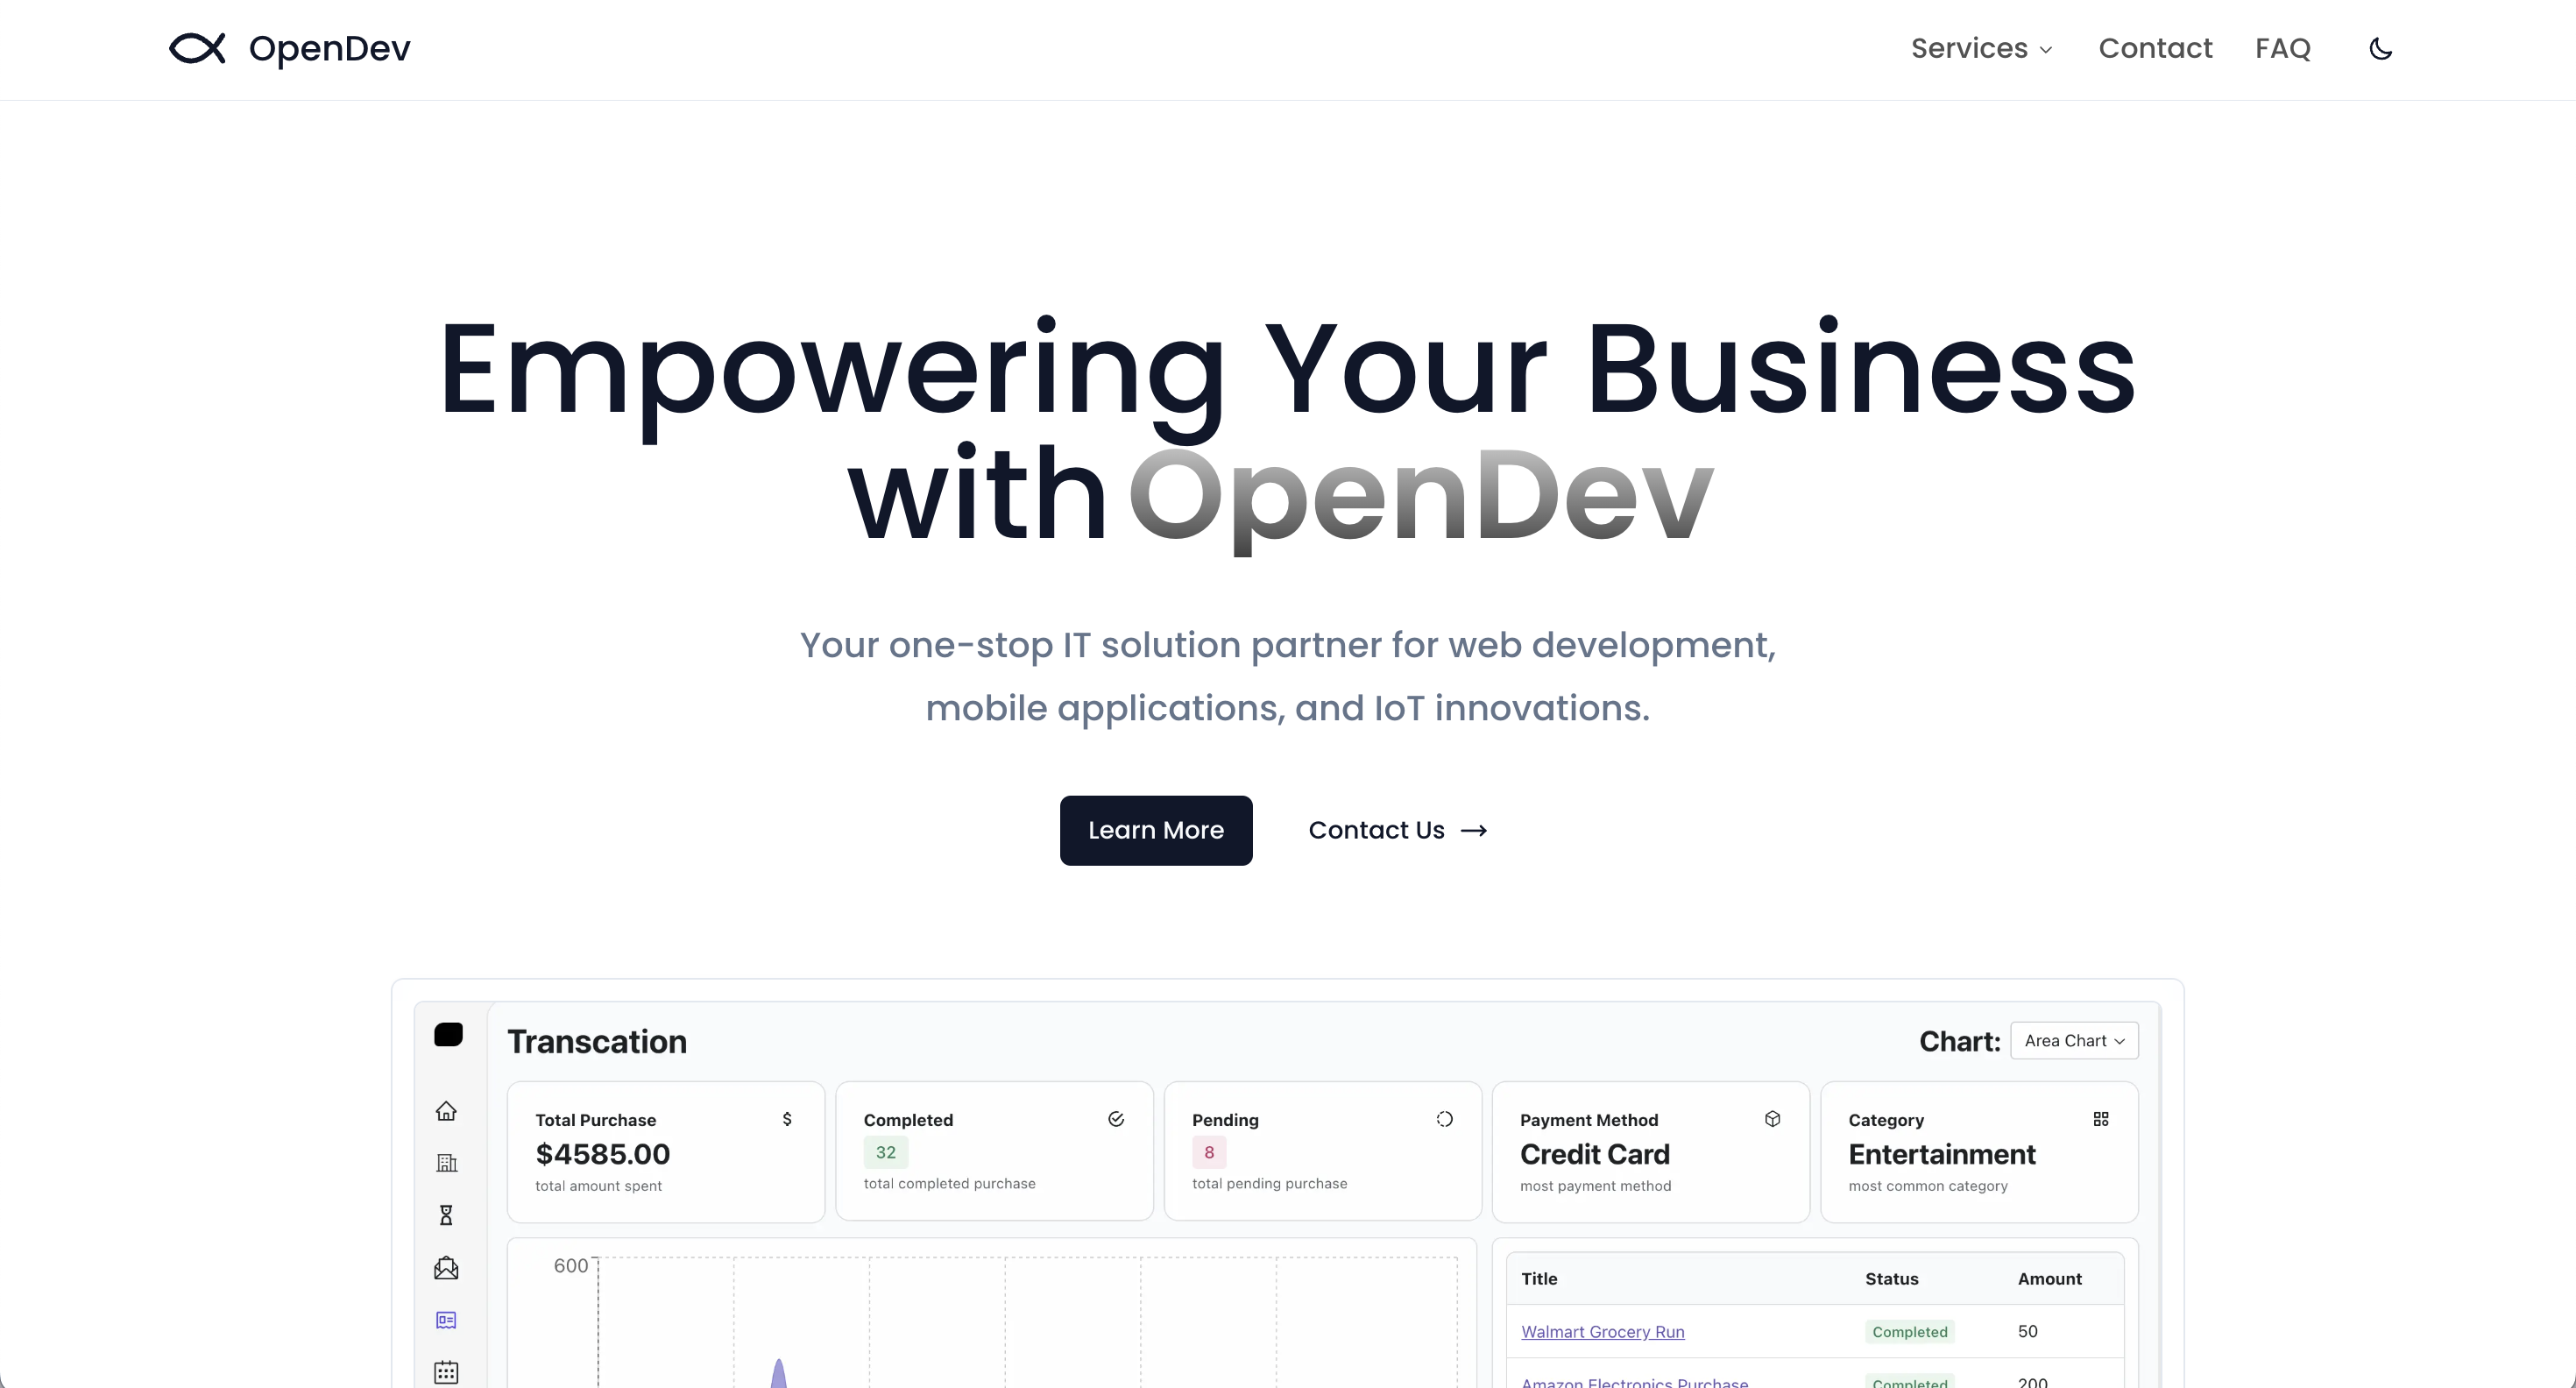 OpenDev
Services
Contact
FAQ
Empowering Your Business
with OpenDev
Your one-stop IT solution partner for web development,
mobile applications, and IoT innovations.
Learn More
Contact Us →
Transcation
Chart:
Area Chart
Total Purchase
$
$4585.00
total amount spent
Completed
32
total completed purchase
Pending
8
total pending purchase
Payment Method
Credit Card
most payment method
Category
Entertainment
most common category
600
Title Status Amount
Walmart Grocery Run Completed 50
Amazon Electronics Purchase Completed 200